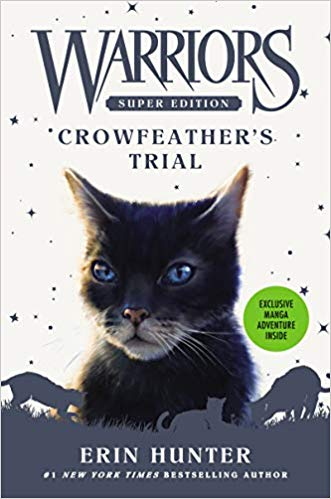 WARRIORS
SUPER EDITION
CROWFEATHER'S
TRIAL
EXCLUSIVE
MANGA
ADVENTURE
INSIDE
ERIN HUNTER
#1 NEW YORK TIMES BESTSELLING AUTHOR